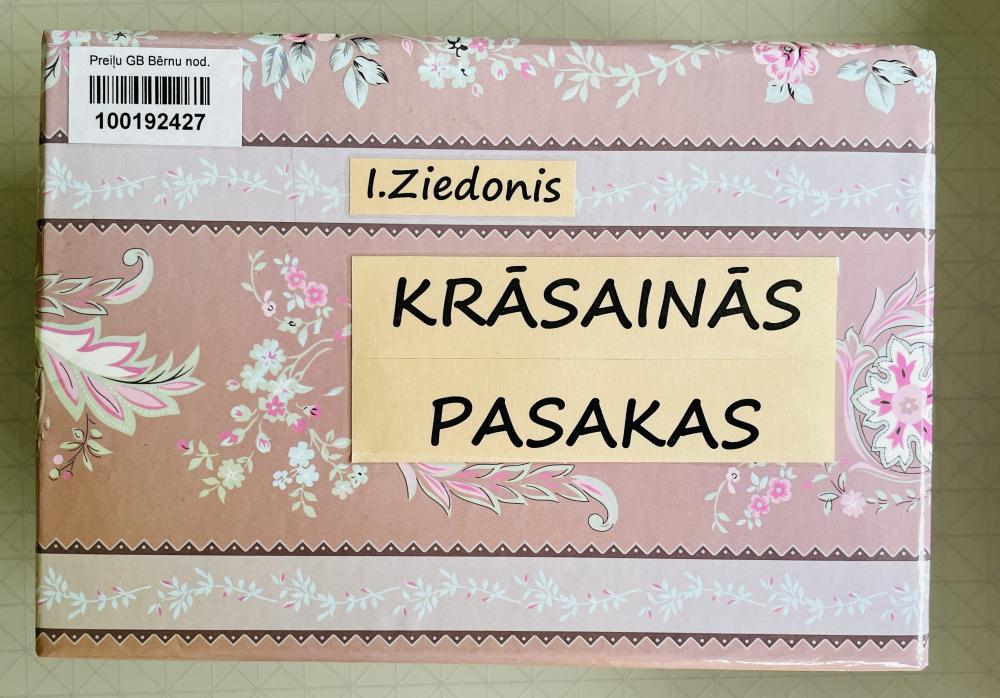 Preiļu GB Bērnu nod.
100192427
I.Ziedonis
KRĀSAINĀS
PASAKAS